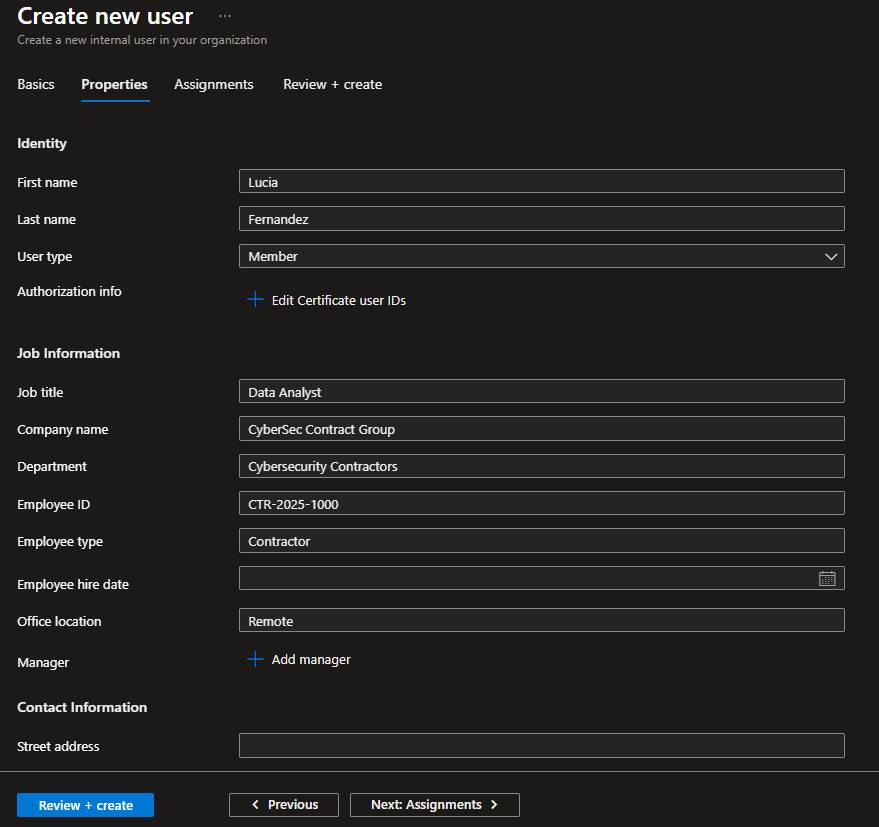 Create new user ...
Create a new internal user in your organization
Basics Properties Assignments Review + create
Identity
First name Lucia
Last name Fernandez
User type Member
Authorization info
Edit Certificate user IDs
Job Information
Job title Data Analyst
Company name CyberSec Contract Group
Department Cybersecurity Contractors
Employee ID CTR-2025-1000
Employee type Contractor
Employee hire date
Office location Remote
Manager
Add manager
Contact Information
Street address
Review + create Previous Next: Assignments